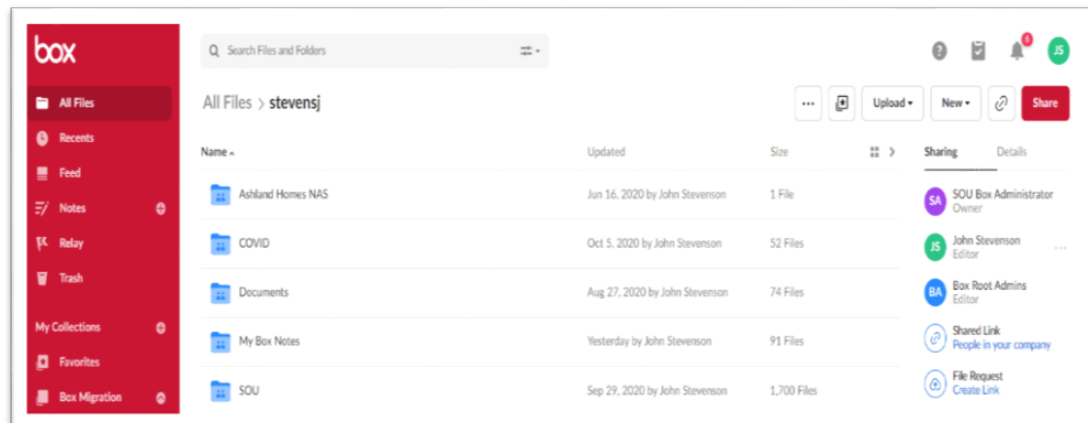 box
Search Files and Folders
6
JS
All Files
Recents
Feed
Notes
Relay
Trash
My Collections
Favorites
Box Migration
All Files > stevensj
Upload
New
Share
Name
Updated
Size
Ashland Homes NAS
Jun 16, 2020 by John Stevenson
1 File
COVID
Oct 5, 2020 by John Stevenson
52 Files
Documents
Aug 27, 2020 by John Stevenson
74 Files
My Box Notes
Yesterday by John Stevenson
91 Files
SOU
Sep 29, 2020 by John Stevenson
1,700 Files
Sharing
Details
SA
SOU Box Administrator
Owner
JS
John Stevenson
Editor
BA
Box Root Admins
Editor
Shared Link
People in your company
File Request
Create Link